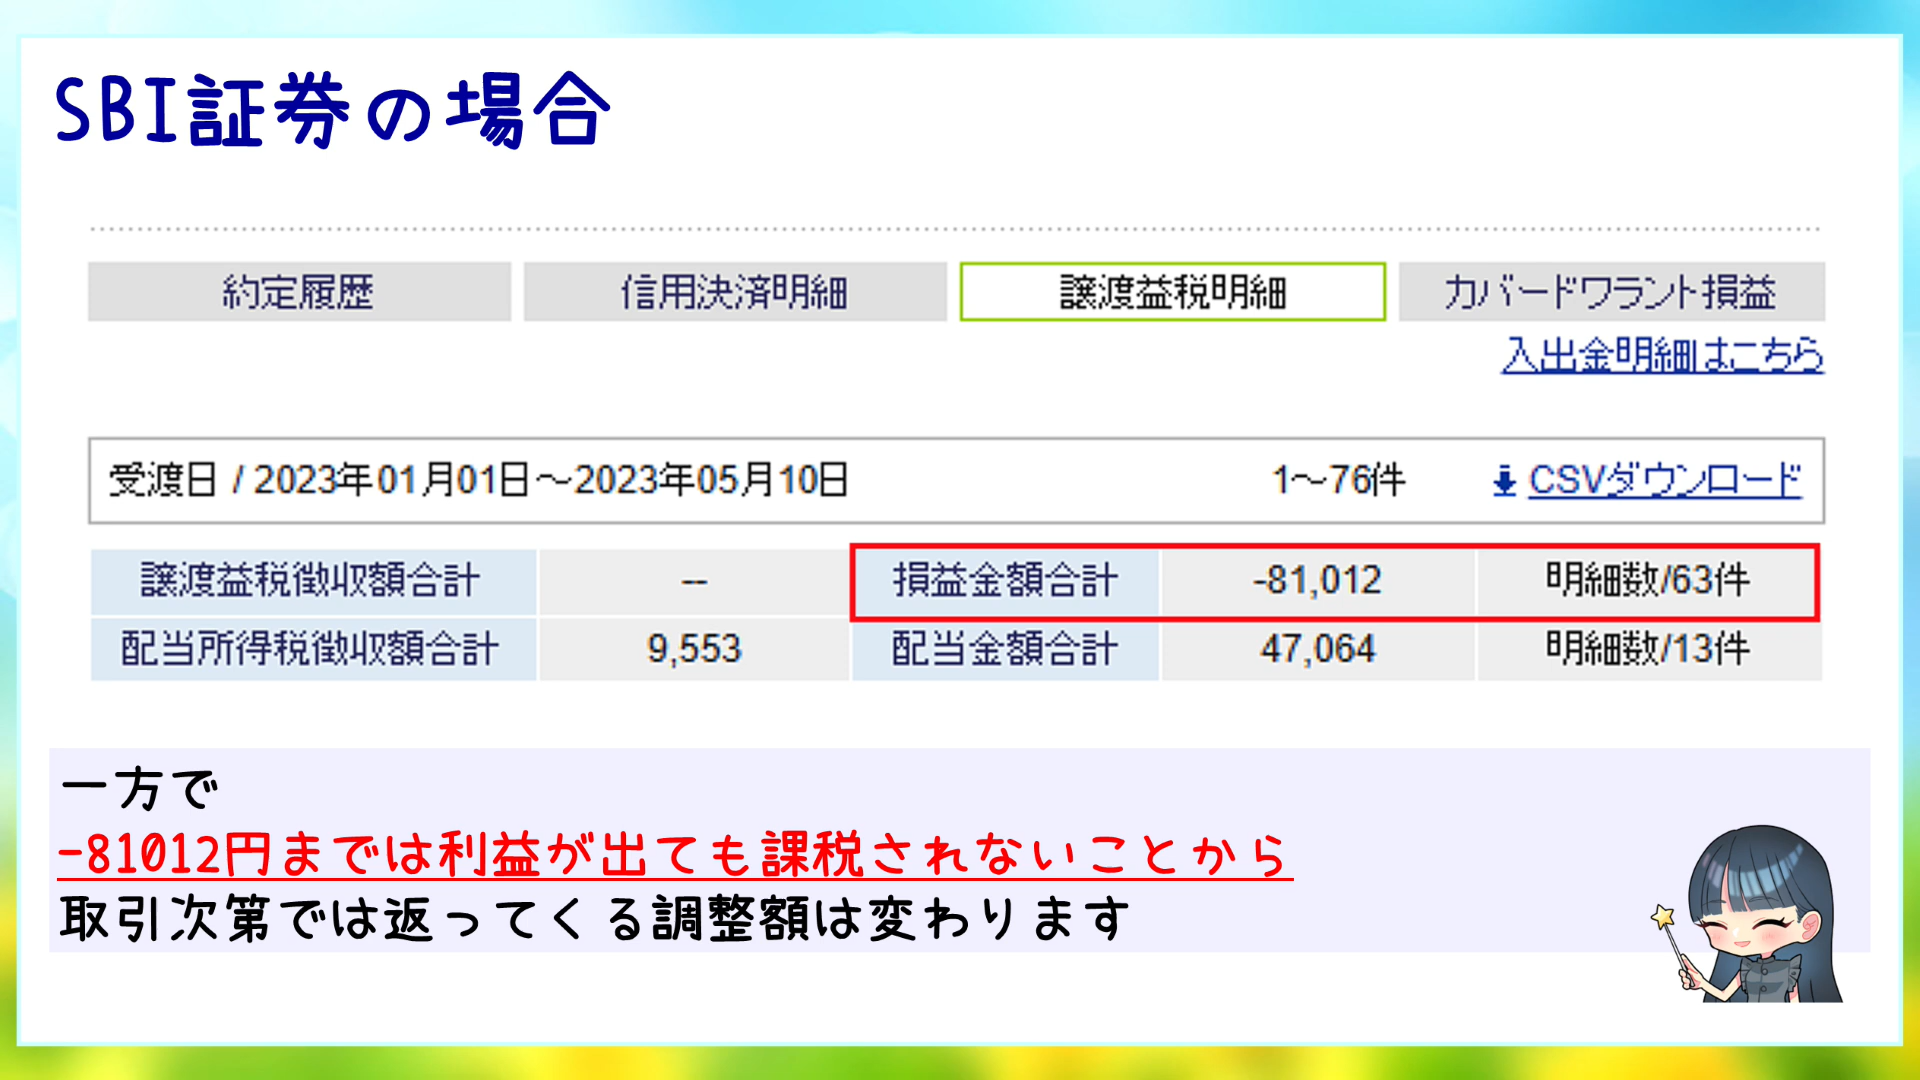 SBI証券の場合
約定履歴 信用決済明細 譲渡益税明細 カバードワラント損益
入出金明細はこちら
受渡日 / 2023年01月01日～2023年05月10日 1～76件 CSVダウンロード
譲渡益税徴収額合計 -- 損益金額合計 -81,012 明細数/63件
配当所得税徴収額合計 9,553 配当金額合計 47,064 明細数/13件
一方で
-81012円までは利益が出ても課税されないことから
取引次第では返ってくる調整額は変わります